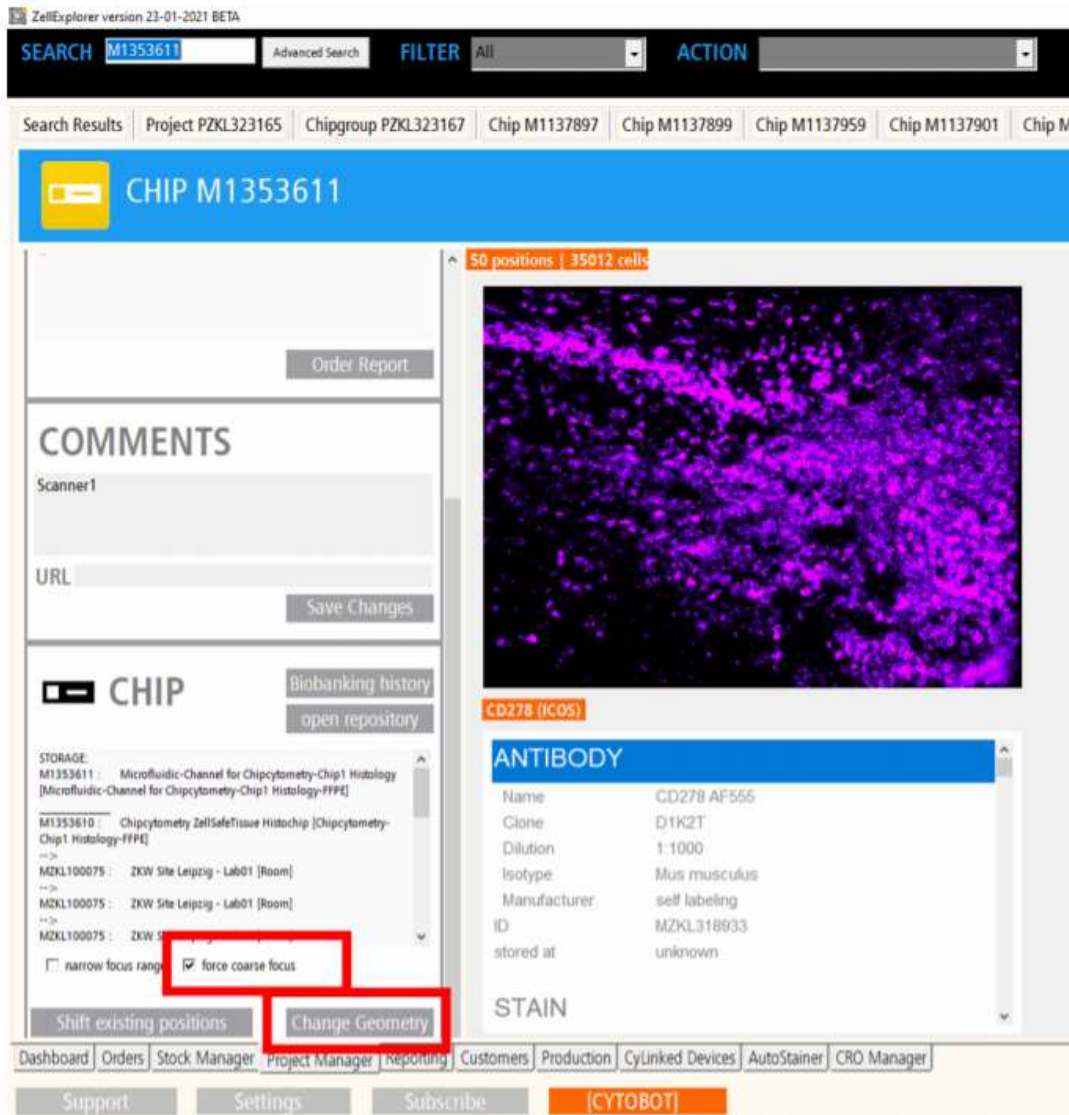 ZellExplorer version 23-01-2021 BETA
SEARCH M1353611 Advanced Search FILTER All ACTION
Search Results Project PZKL323165 Chipgroup PZKL323167 Chip M1137897 Chip M1137899 Chip M1137959 Chip M1137901 Chip M
CHIP M1353611
50 positions | 35012 cells
Order Report
COMMENTS
Scanner1
URL
Save Changes
CHIP
Biobanking history
open repository
STORAGE:
M1353611 : Microfluidic-Channel for Chipcytometry-Chip1 Histology
[Microfluidic-Channel for Chipcytometry-Chip1 Histology-FFPE]
M1353610 : Chipcytometry ZellSafeTissue Histochip [Chipcytometry-
Chip1 Histology-FFPE]
-->
MZKL100075 : ZKW Site Leipzig - Lab01 [Room]
-->
MZKL100075 : ZKW Site Leipzig - Lab01 [Room]
-->
MZKL100075 : ZKW
narrow focus range force coarse focus
Shift existing positions Change Geometry
CD278 (ICOS)
ANTIBODY
Name CD278 AF555
Clone D1K2T
Dilution 1:1000
Isotype Mus musculus
Manufacturer self labeling
ID MZKL318933
stored at unknown
STAIN
Dashboard Orders Stock Manager Project Manager Reporting Customers Production CyLinked Devices AutoStainer CRO Manager
Support Settings Subscribe [CYTOBOT]